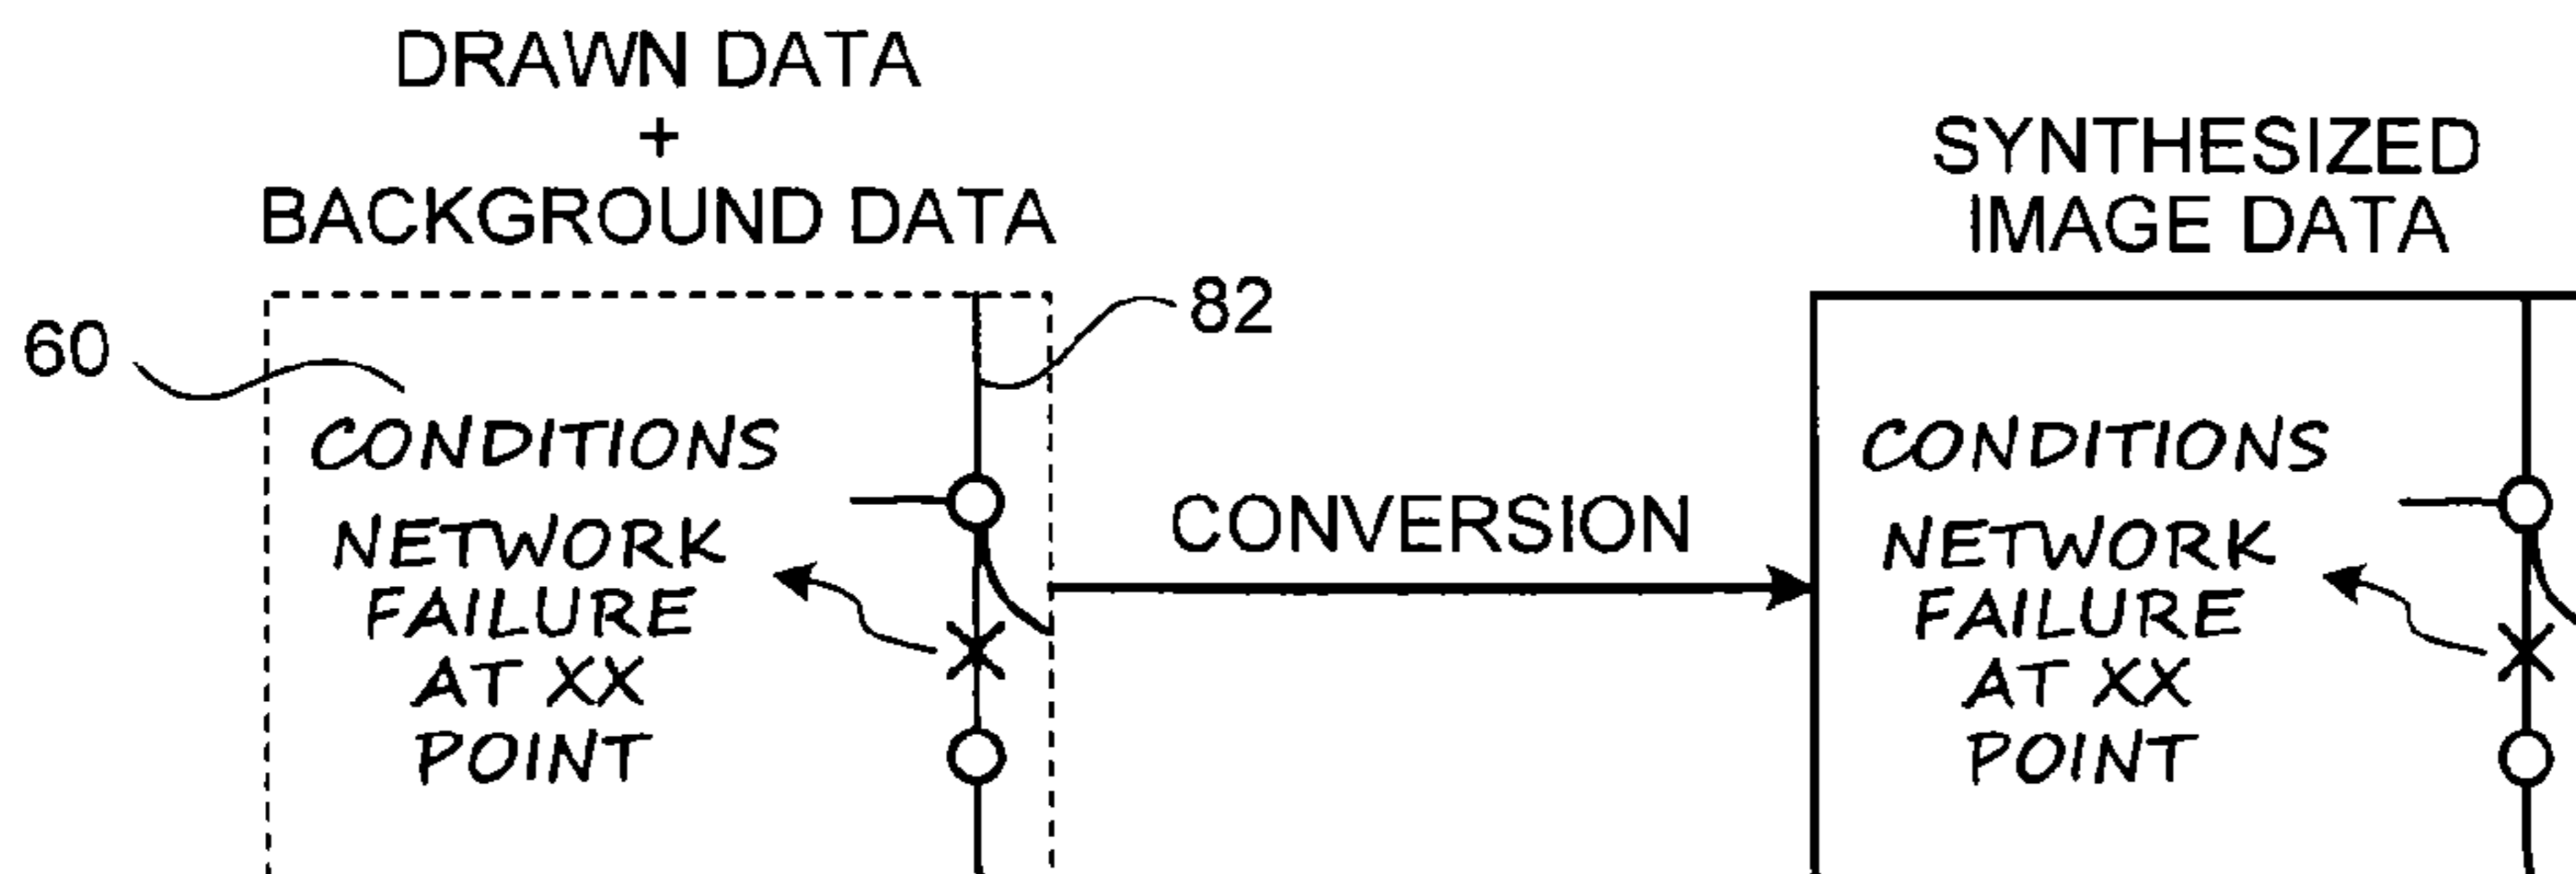 DRAWN DATA
+
BACKGROUND DATA
60
82
CONDITIONS
NETWORK
FAILURE
AT XX
POINT
CONVERSION
SYNTHESIZED
IMAGE DATA
CONDITIONS
NETWORK
FAILURE
AT XX
POINT